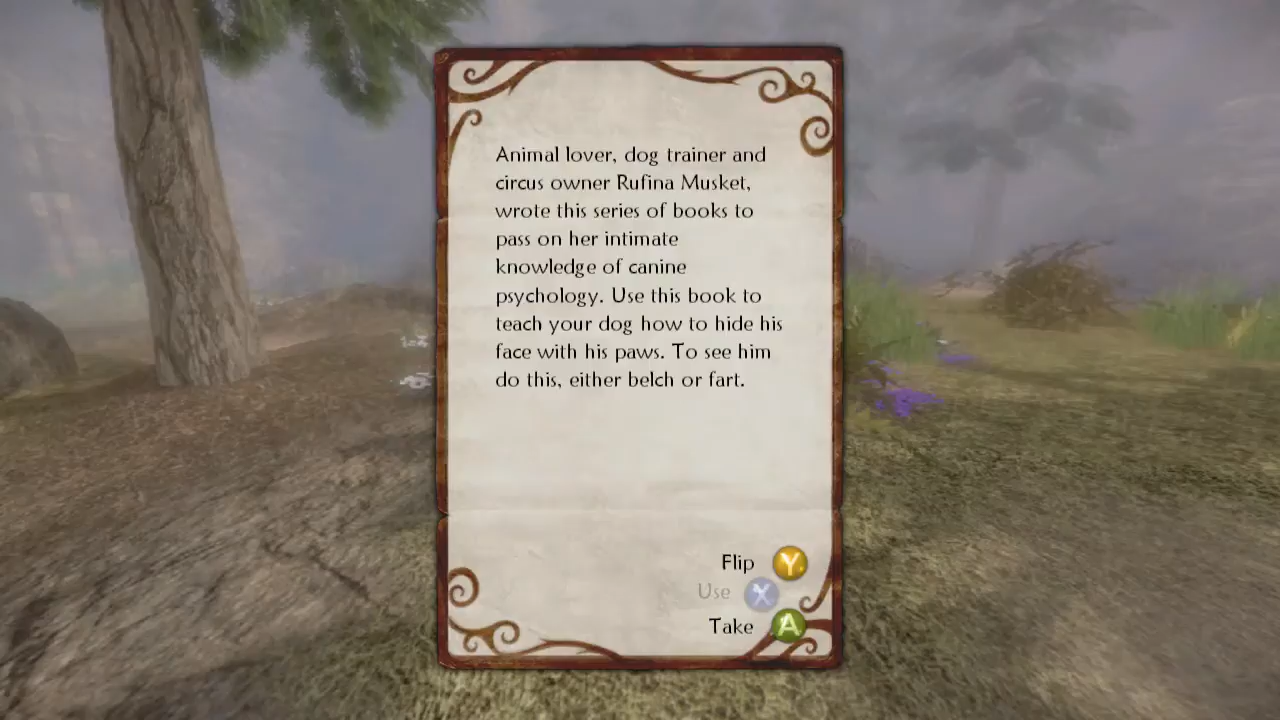 Animal lover, dog trainer and
circus owner Rufina Musket,
wrote this series of books to
pass on her intimate
knowledge of canine
psychology. Use this book to
teach your dog how to hide his
face with his paws. To see him
do this, either belch or fart.
Flip Y
Use X
Take A